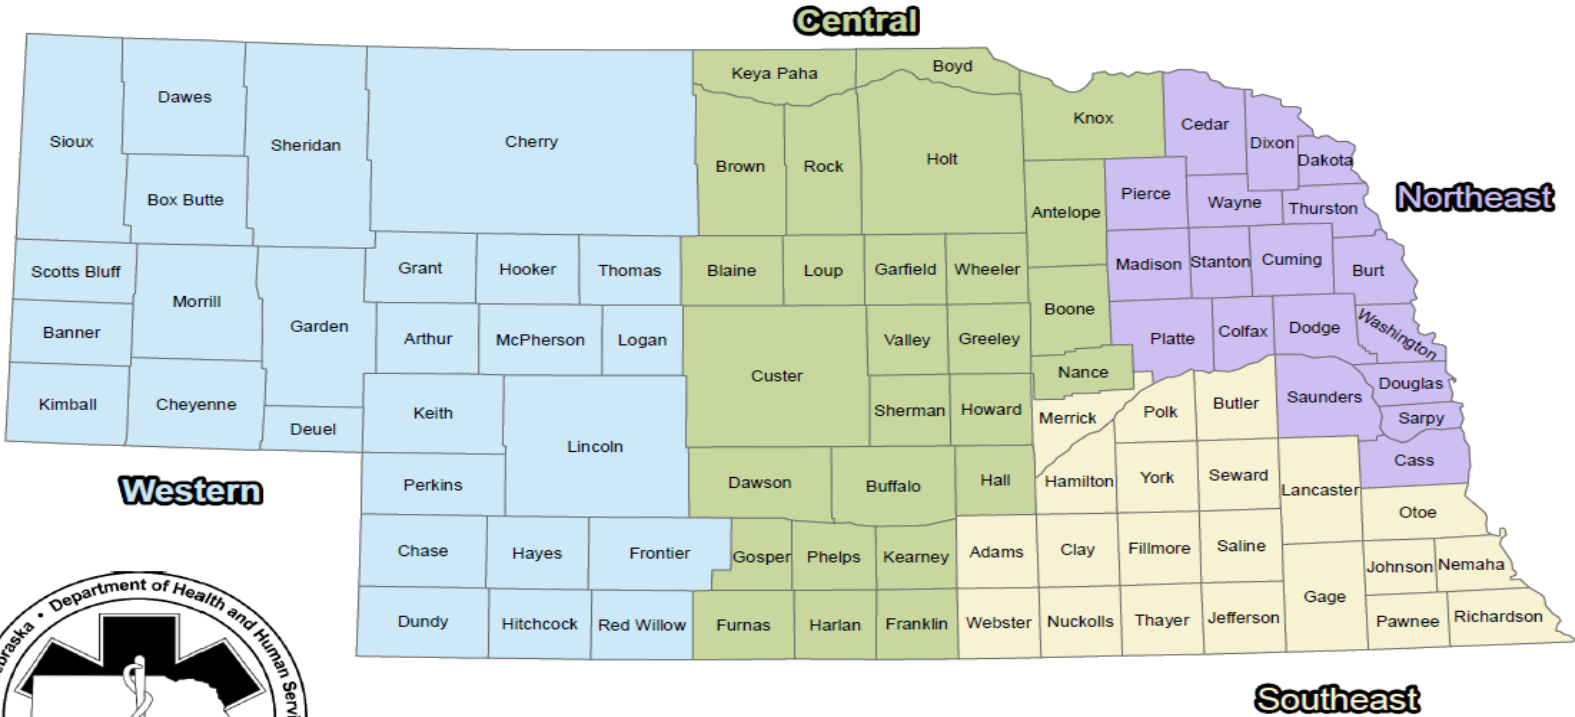 Central
Keya Paha
Boyd
Dawes
Knox
Cedar
Sioux
Sheridan
Cherry
Dixon
Dakota
Holt
Brown
Rock
Box Butte
Pierce
Northeast
Wayne
Thurston
Antelope
Scotts Bluff
Grant
Hooker
Thomas
Blaine
Loup
Garfield
Wheeler
Madison
Stanton
Cuming
Burt
Morrill
Boone
Garden
Banner
Arthur
McPherson
Logan
Valley
Greeley
Platte
Colfax
Dodge
Washington
Custer
Nance
Douglas
Kimball
Cheyenne
Keith
Sherman
Howard
Merrick
Polk
Butler
Saunders
Sarpy
Deuel
Lincoln
Cass
Western
Perkins
Dawson
Buffalo
Hall
Hamilton
York
Seward
Lancaster
Otoe
Chase
Hayes
Frontier
Gosper
Phelps
Kearney
Adams
Clay
Fillmore
Saline
Johnson
Nemaha
Gage
Dundy
Hitchcock
Red Willow
Furnas
Harlan
Franklin
Webster
Nuckolls
Thayer
Jefferson
Pawnee
Richardson
Southeast
• Department of Health and Human